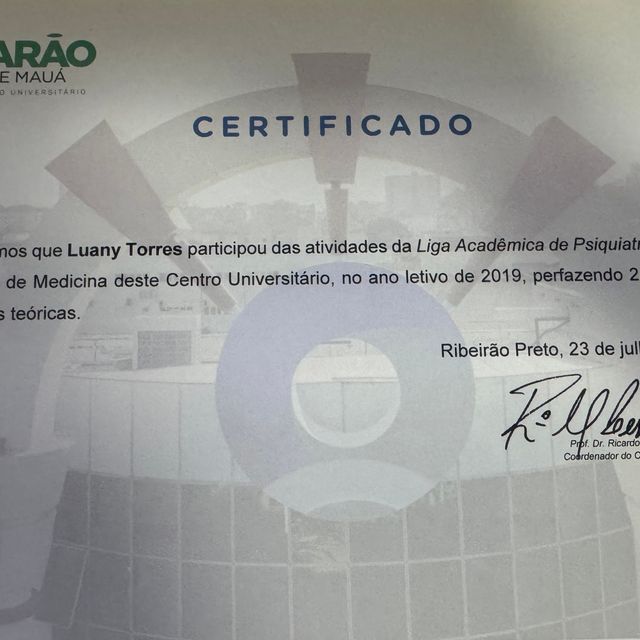 ARÃO
E MAUÁ
O UNIVERSITÁRIO
CERTIFICADO
mos que Luany Torres participou das atividades da Liga Acadêmica de Psiquiatr
de Medicina deste Centro Universitário, no ano letivo de 2019, perfazendo 2
s teóricas.
Ribeirão Preto, 23 de jul
Prof. Dr. Ricardo
Coordenador do C